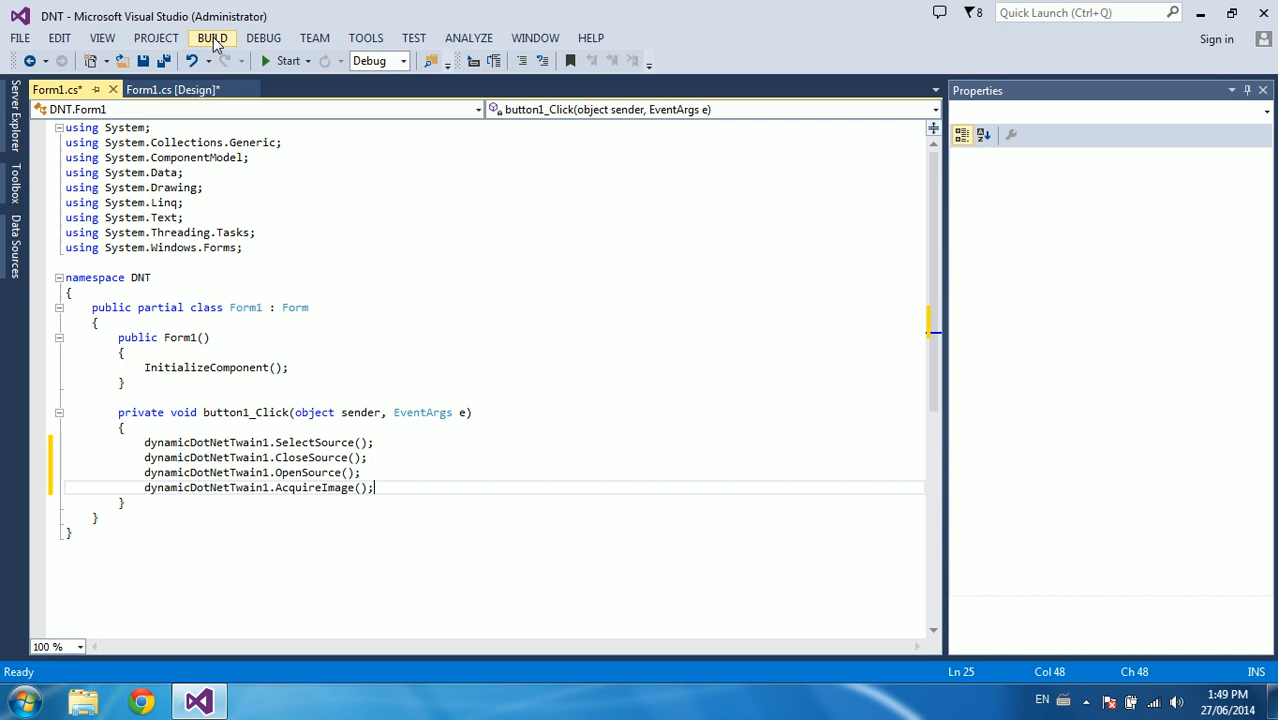 DNT - Microsoft Visual Studio (Administrator)
8
Quick Launch (Ctrl+Q)
FILE EDIT VIEW PROJECT BUILD DEBUG TEAM TOOLS TEST ANALYZE WINDOW HELP
Sign in
Start
Debug
Form1.cs*
Form1.cs [Design]*
Properties
DNT.Form1
button1_Click(object sender, EventArgs e)
Server Explorer
Toolbox
Data Sources
using System;
using System.Collections.Generic;
using System.ComponentModel;
using System.Data;
using System.Drawing;
using System.Linq;
using System.Text;
using System.Threading.Tasks;
using System.Windows.Forms;
namespace DNT
{
public partial class Form1 : Form
{
public Form1()
{
InitializeComponent();
}
private void button1_Click(object sender, EventArgs e)
{
dynamicDotNetTwain1.SelectSource();
dynamicDotNetTwain1.CloseSource();
dynamicDotNetTwain1.OpenSource();
dynamicDotNetTwain1.AcquireImage();
}
}
}
100 %
Ready
Ln 25
Col 48
Ch 48
INS
EN
1:49 PM
27/06/2014